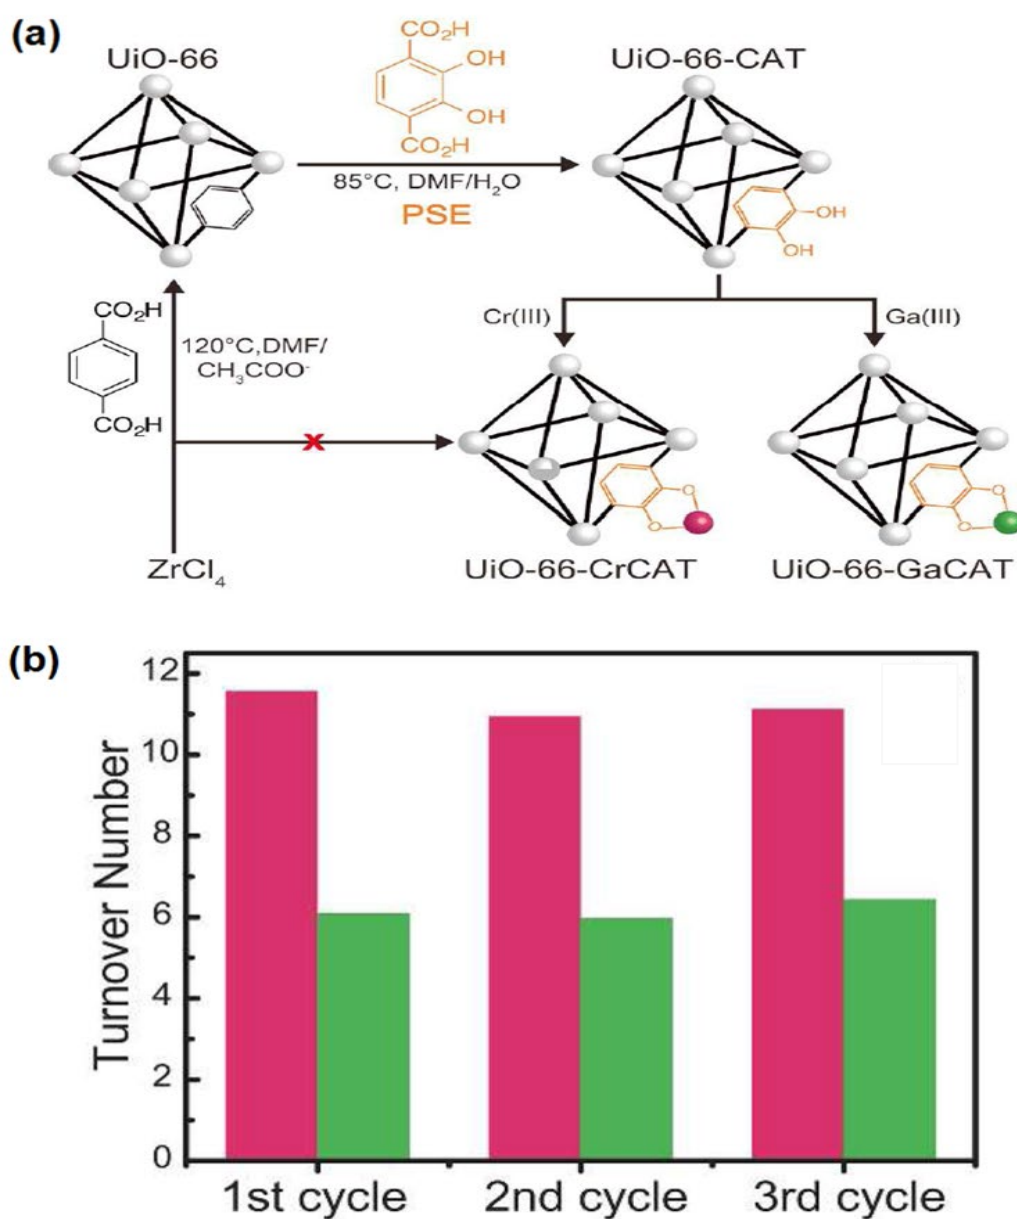 (a)
UiO-66
CO₂H
OH
OH
CO₂H
UiO-66-CAT
85°C, DMF/H₂O
PSE
OH
OH
CO₂H
CO₂H
120°C,DMF/
CH₃COO⁻
Cr(III)
Ga(III)
x
O
O
O
O
ZrCl₄
UiO-66-CrCAT
UiO-66-GaCAT
(b)
Turnover Number
12
10
8
6
4
2
0
1st cycle
2nd cycle
3rd cycle